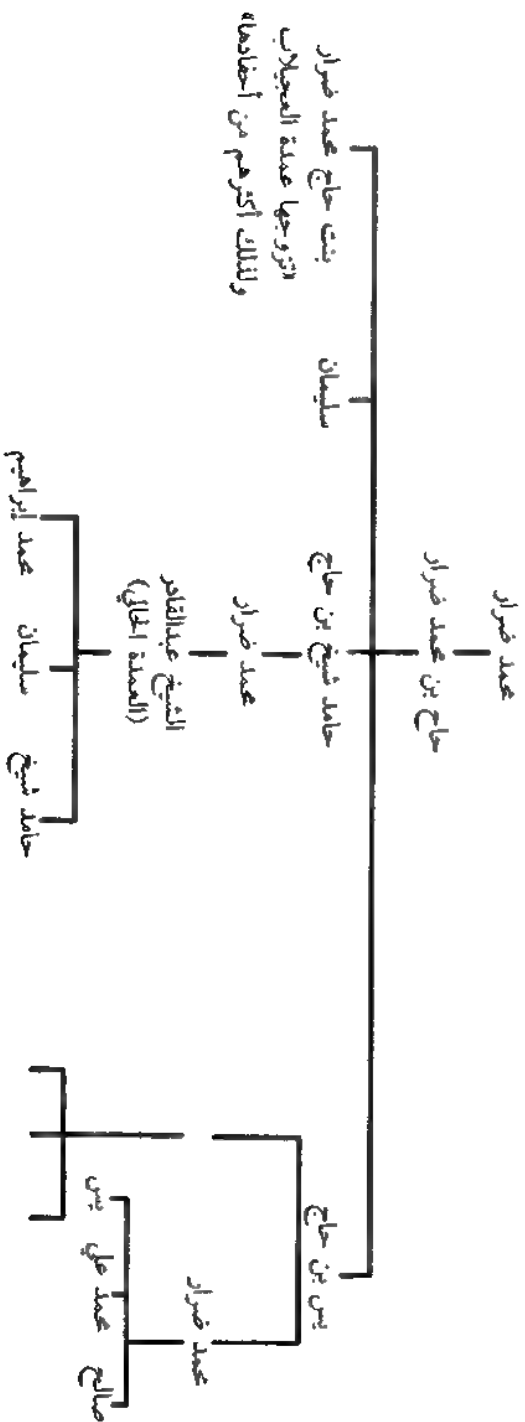 محمد ضرار
حاج بن محمد ضرار
يس بن حاج
حامد شيخ بن حاج
سليمان
بنت حاج محمد ضرار
"تزوجها عمدة العجيلاب
ولذلك أكثرهم من أحفادها"
محمد ضرار
محمد ضرار
الشيخ عبدالقادر
(العمدة الحالي)
صالح
محمد علي
يس
حامد شيخ
سليمان
محمد إبراهيم